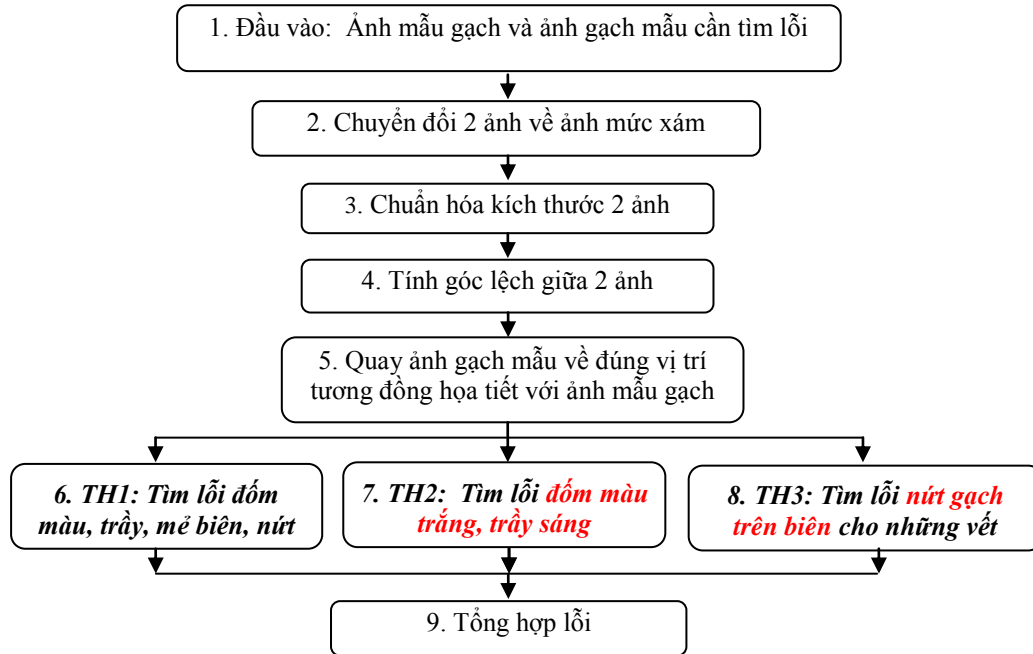 1. Đầu vào: Ảnh mẫu gạch và ảnh gạch mẫu cần tìm lỗi
2. Chuyển đổi 2 ảnh về ảnh mức xám
3. Chuẩn hóa kích thước 2 ảnh
4. Tính góc lệch giữa 2 ảnh
5. Quay ảnh gạch mẫu về đúng vị trí
tương đồng họa tiết với ảnh mẫu gạch
6. TH1: Tìm lỗi đốm
màu, trầy, mẻ biên, nứt
7. TH2: Tìm lỗi đốm màu
trắng, trầy sáng
8. TH3: Tìm lỗi nứt gạch
trên biên cho những vết
9. Tổng hợp lỗi